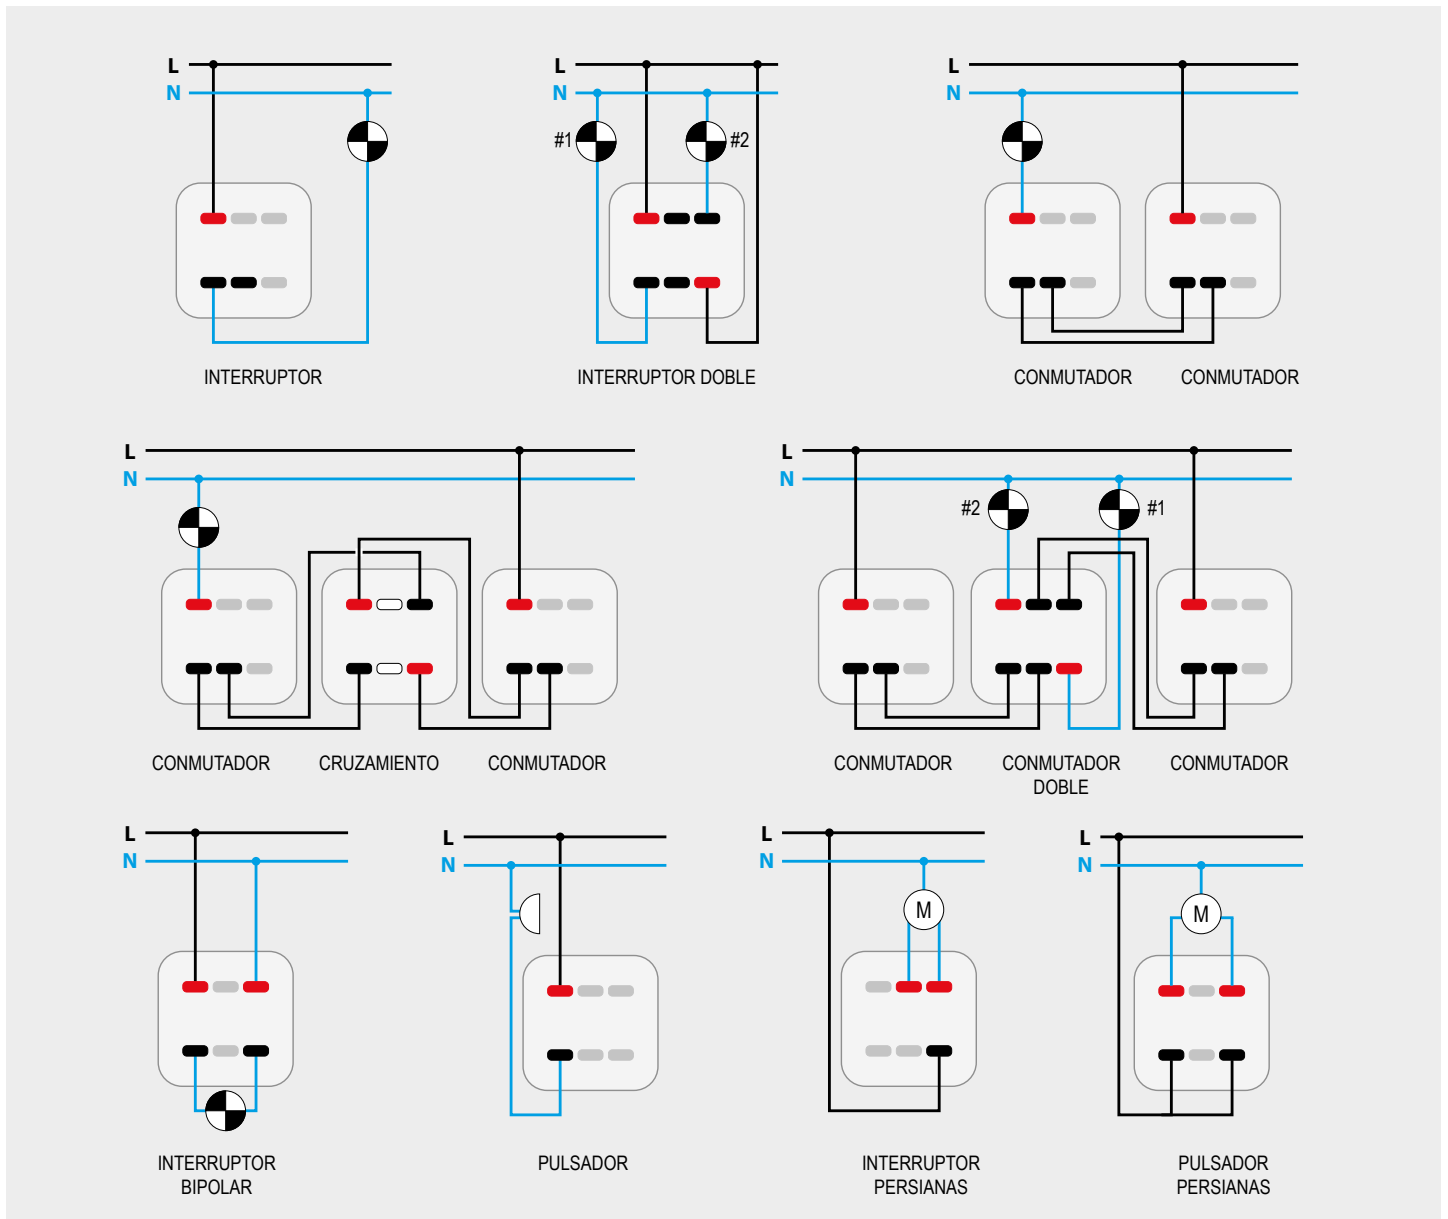 L
N
INTERRUPTOR
L
N
#1
#2
INTERRUPTOR DOBLE
L
N
CONMUTADOR
CONMUTADOR
L
N
CONMUTADOR
CRUZAMIENTO
CONMUTADOR
L
N
#2
#1
CONMUTADOR
CONMUTADOR
DOBLE
CONMUTADOR
L
N
INTERRUPTOR
BIPOLAR
L
N
PULSADOR
L
N
M
INTERRUPTOR
PERSIANAS
L
N
M
PULSADOR
PERSIANAS